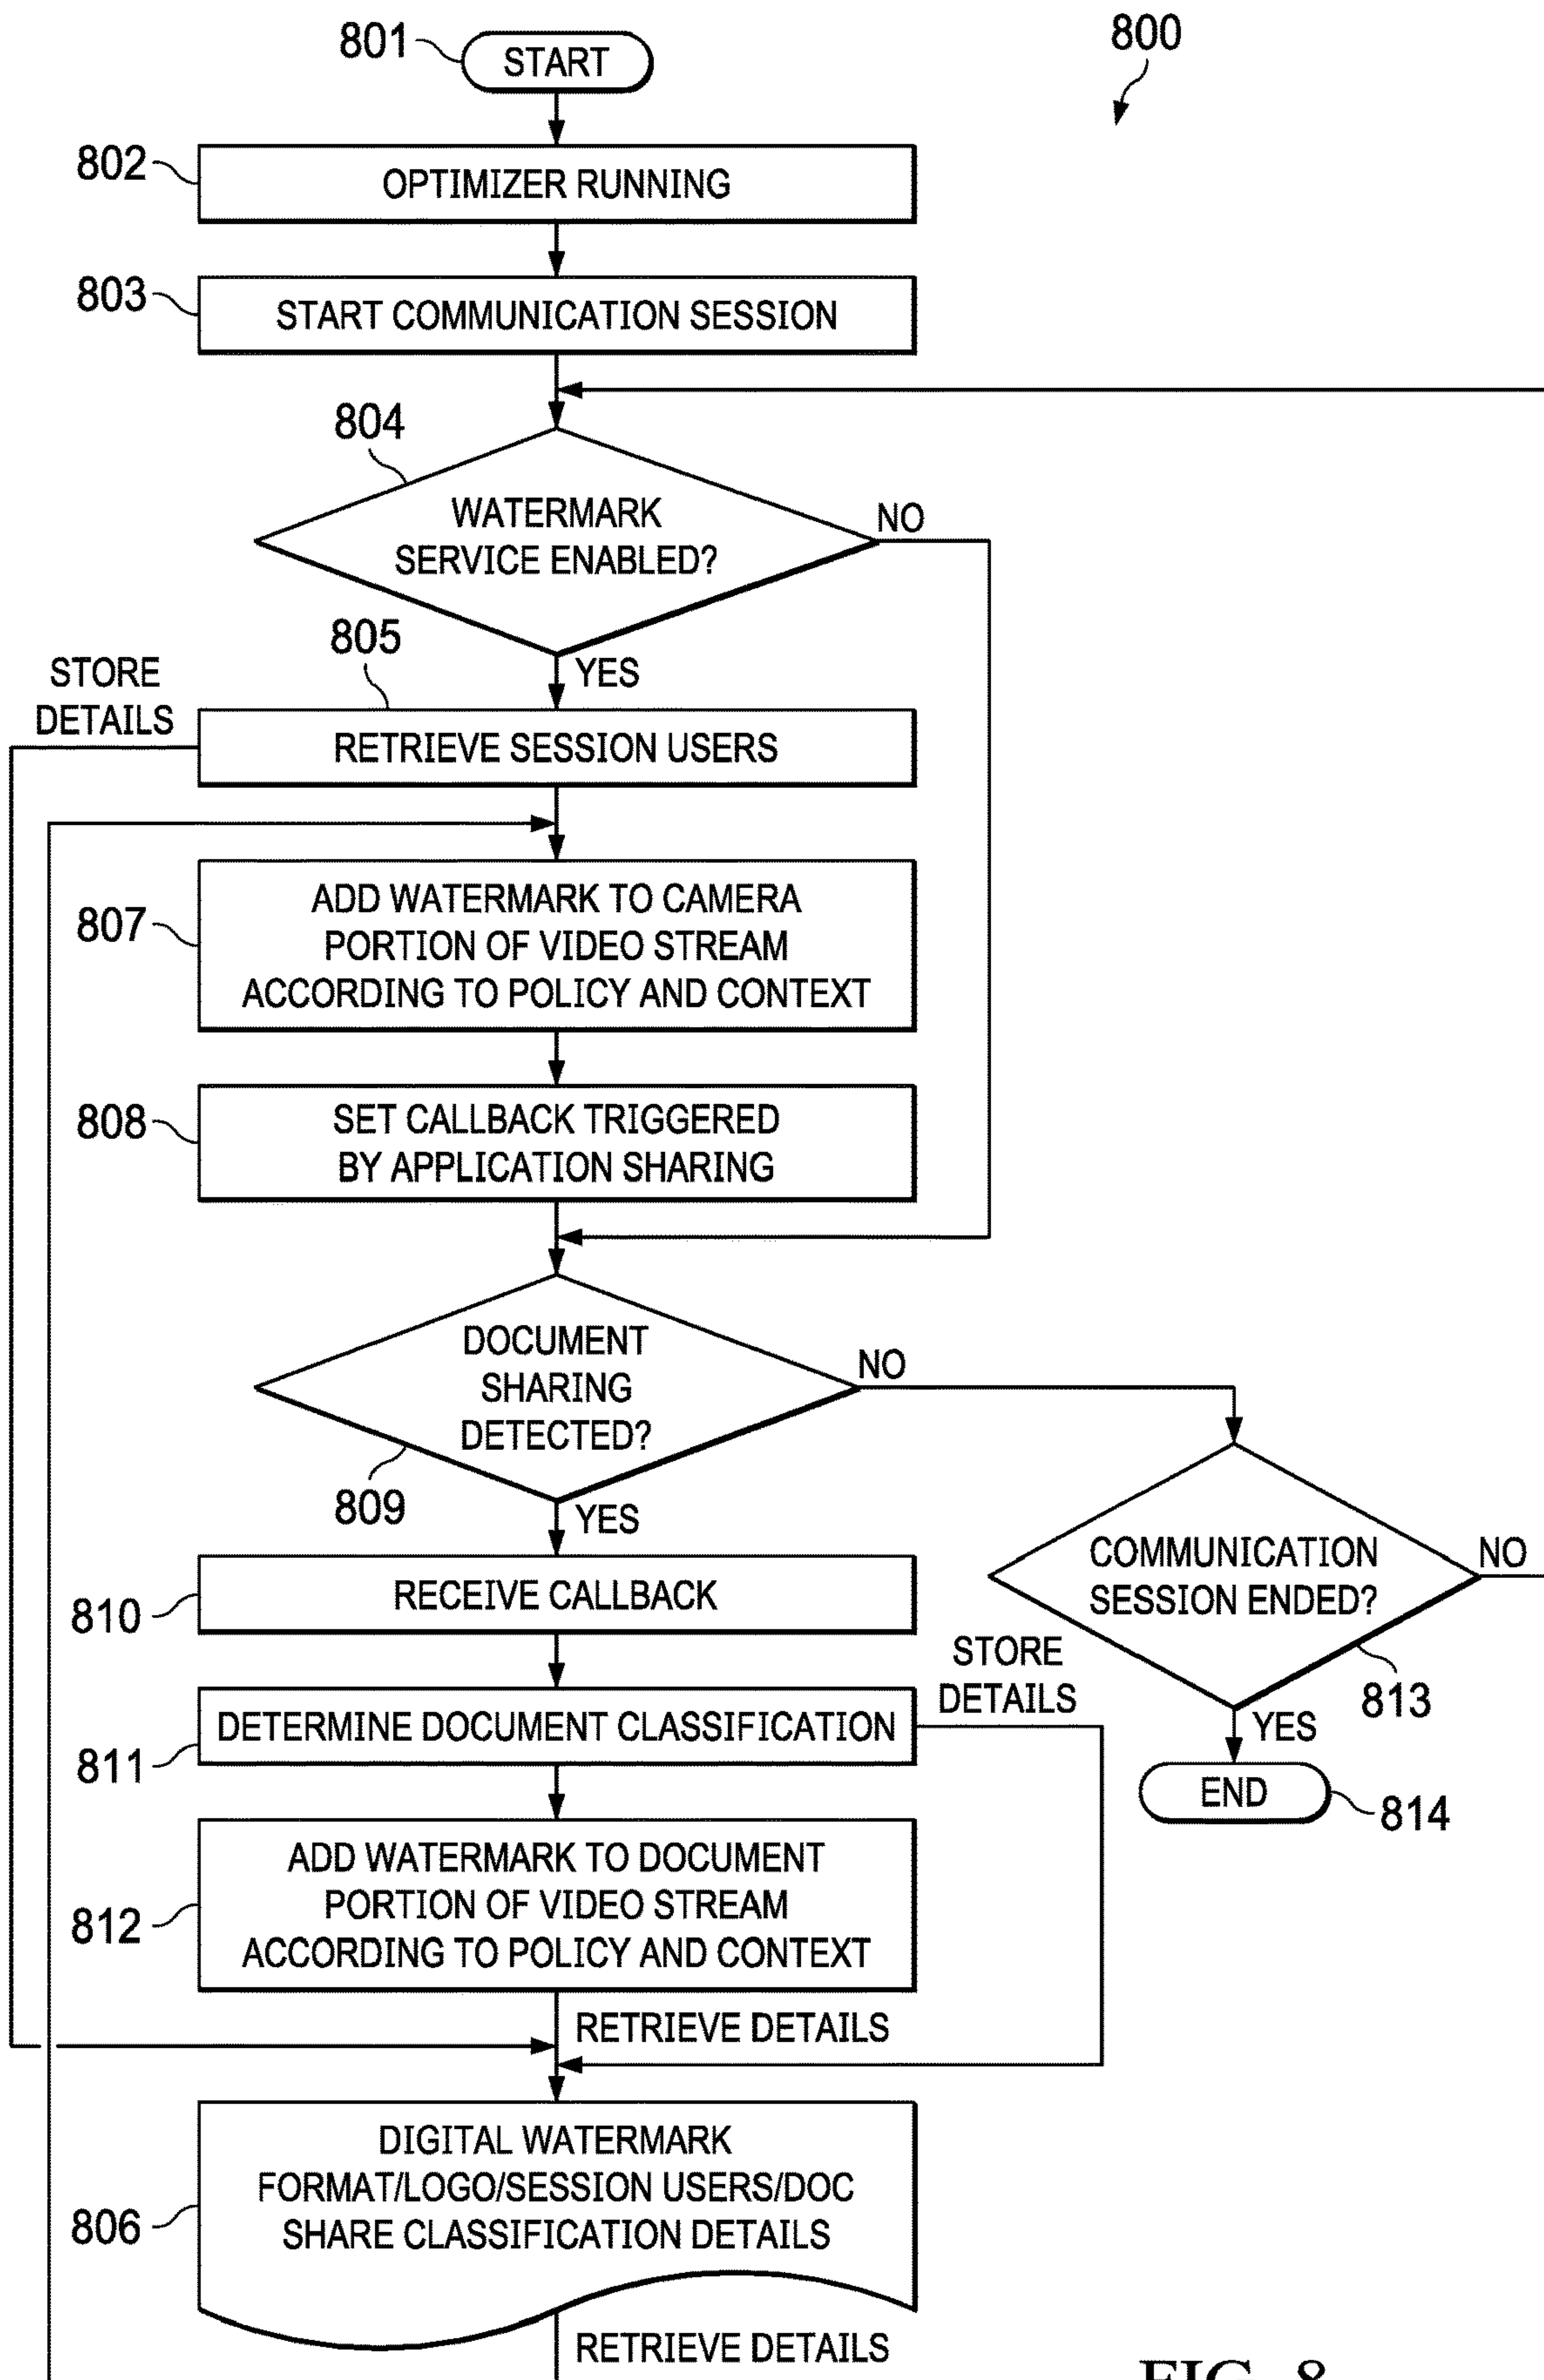 801
START
800
802
OPTIMIZER RUNNING
803
START COMMUNICATION SESSION
804
WATERMARK
SERVICE ENABLED?
NO
805
YES
STORE
DETAILS
RETRIEVE SESSION USERS
807
ADD WATERMARK TO CAMERA
PORTION OF VIDEO STREAM
ACCORDING TO POLICY AND CONTEXT
808
SET CALLBACK TRIGGERED
BY APPLICATION SHARING
DOCUMENT
SHARING
DETECTED?
NO
809
YES
COMMUNICATION
SESSION ENDED?
NO
813
YES
END
814
810
RECEIVE CALLBACK
STORE
DETAILS
811
DETERMINE DOCUMENT CLASSIFICATION
812
ADD WATERMARK TO DOCUMENT
PORTION OF VIDEO STREAM
ACCORDING TO POLICY AND CONTEXT
RETRIEVE DETAILS
806
DIGITAL WATERMARK
FORMAT/LOGO/SESSION USERS/DOC
SHARE CLASSIFICATION DETAILS
RETRIEVE DETAILS
FIG. 8